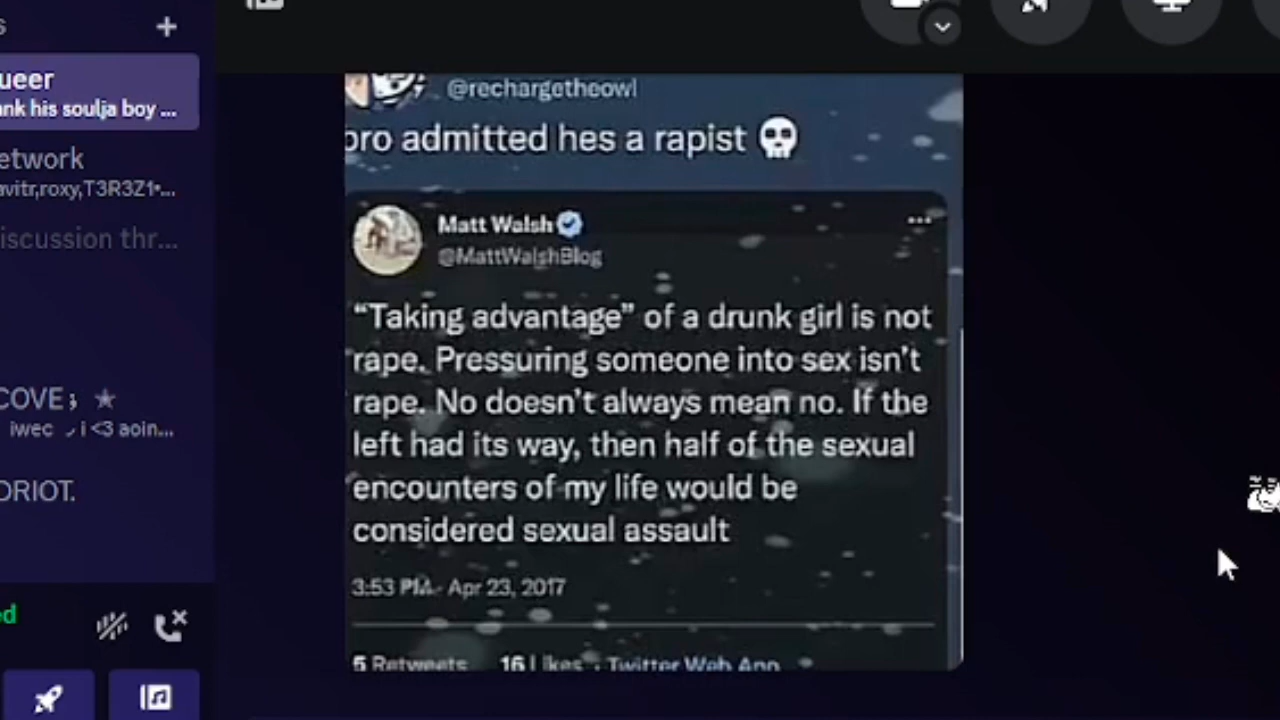 s +
ueer
ank his soulja boy ...
etwork
avitr,roxy,T3R3Z1•...
iscussion thr...
COVE ; ★
iwec ⸝ i <3 aoin...
ORIOT.
ed
@rechargetheowl
bro admitted hes a rapist 💀
Matt Walsh
@MattWalshBlog
“Taking advantage” of a drunk girl is not
rape. Pressuring someone into sex isn’t
rape. No doesn’t always mean no. If the
left had its way, then half of the sexual
encounters of my life would be
considered sexual assault
3:53 PM · Apr 23, 2017
5 Retweets 16 Likes · Twitter Web App